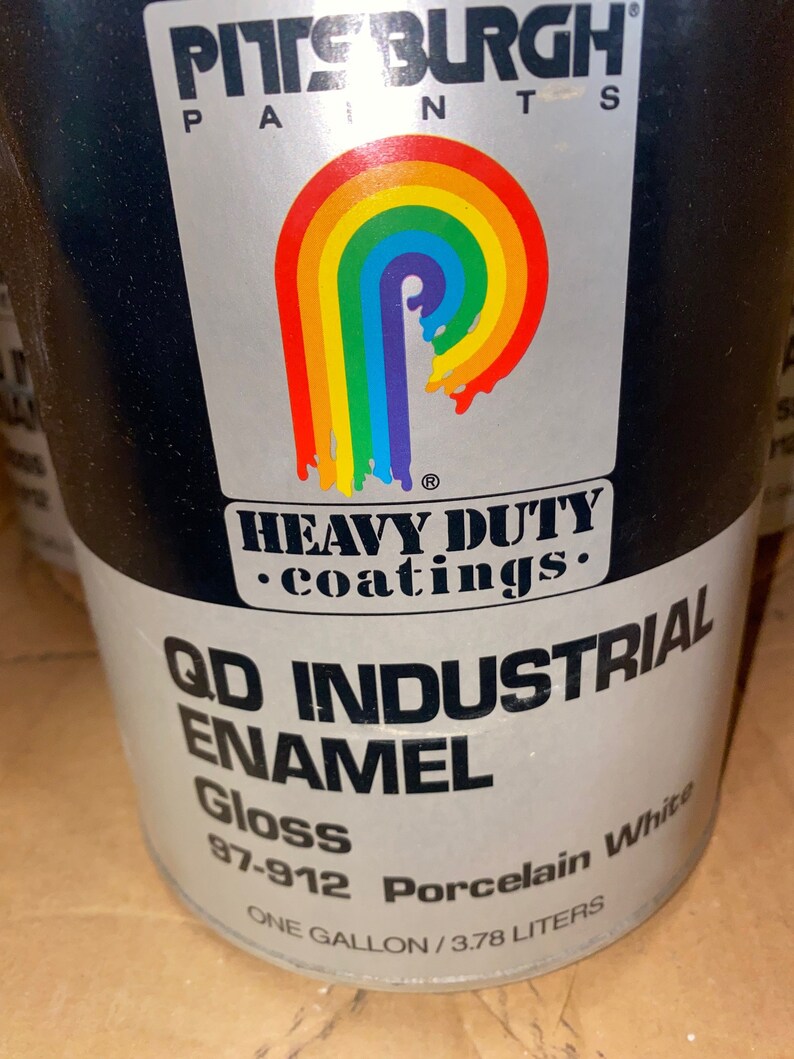 PITTSBURGH®
PAINTS
®
HEAVY DUTY
·coatings·
QD INDUSTRIAL
ENAMEL
Gloss
97-912 Porcelain White
ONE GALLON / 3.78 LITERS